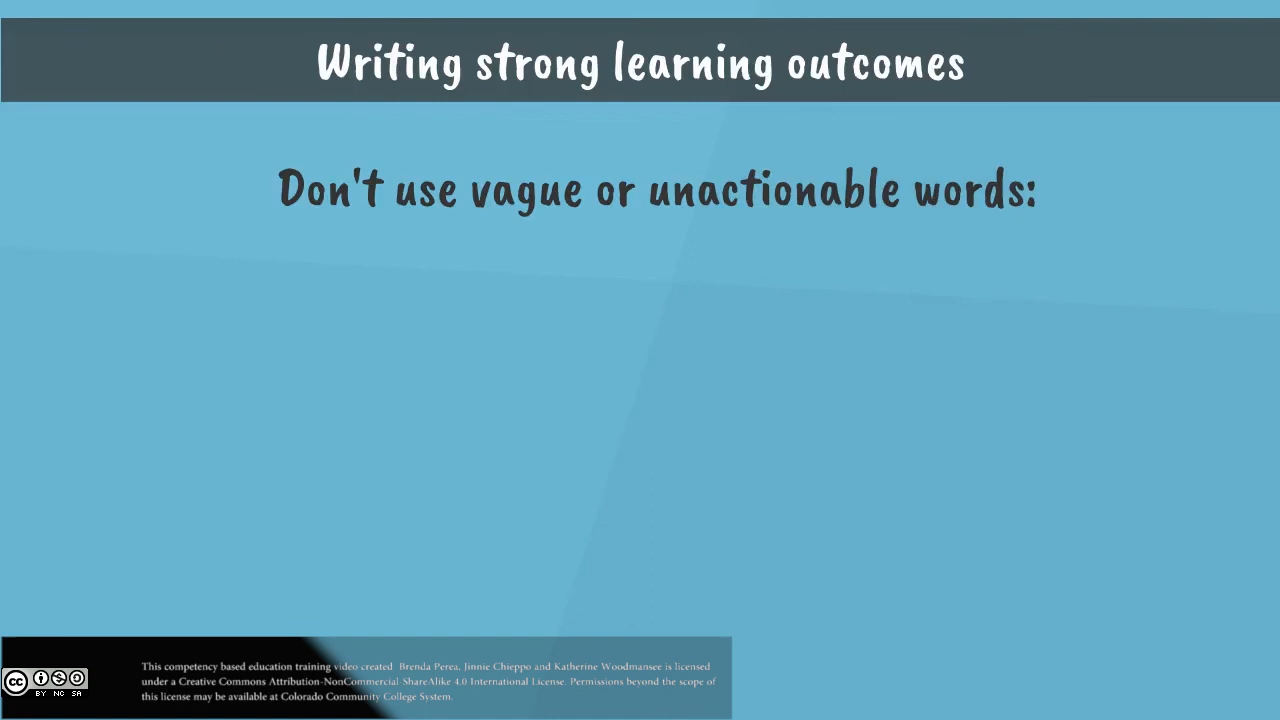 Writing strong learning outcomes
Don't use vague or unactionable words:
This competency based education training video created Brenda Perea, Jinnie Chieppo and Katherine Woodmansee is licensed
under a Creative Commons Attribution-NonCommercial-ShareAlike 4.0 International License. Permissions beyond the scope of
this license may be available at Colorado Community College System.
cc
BY NC SA